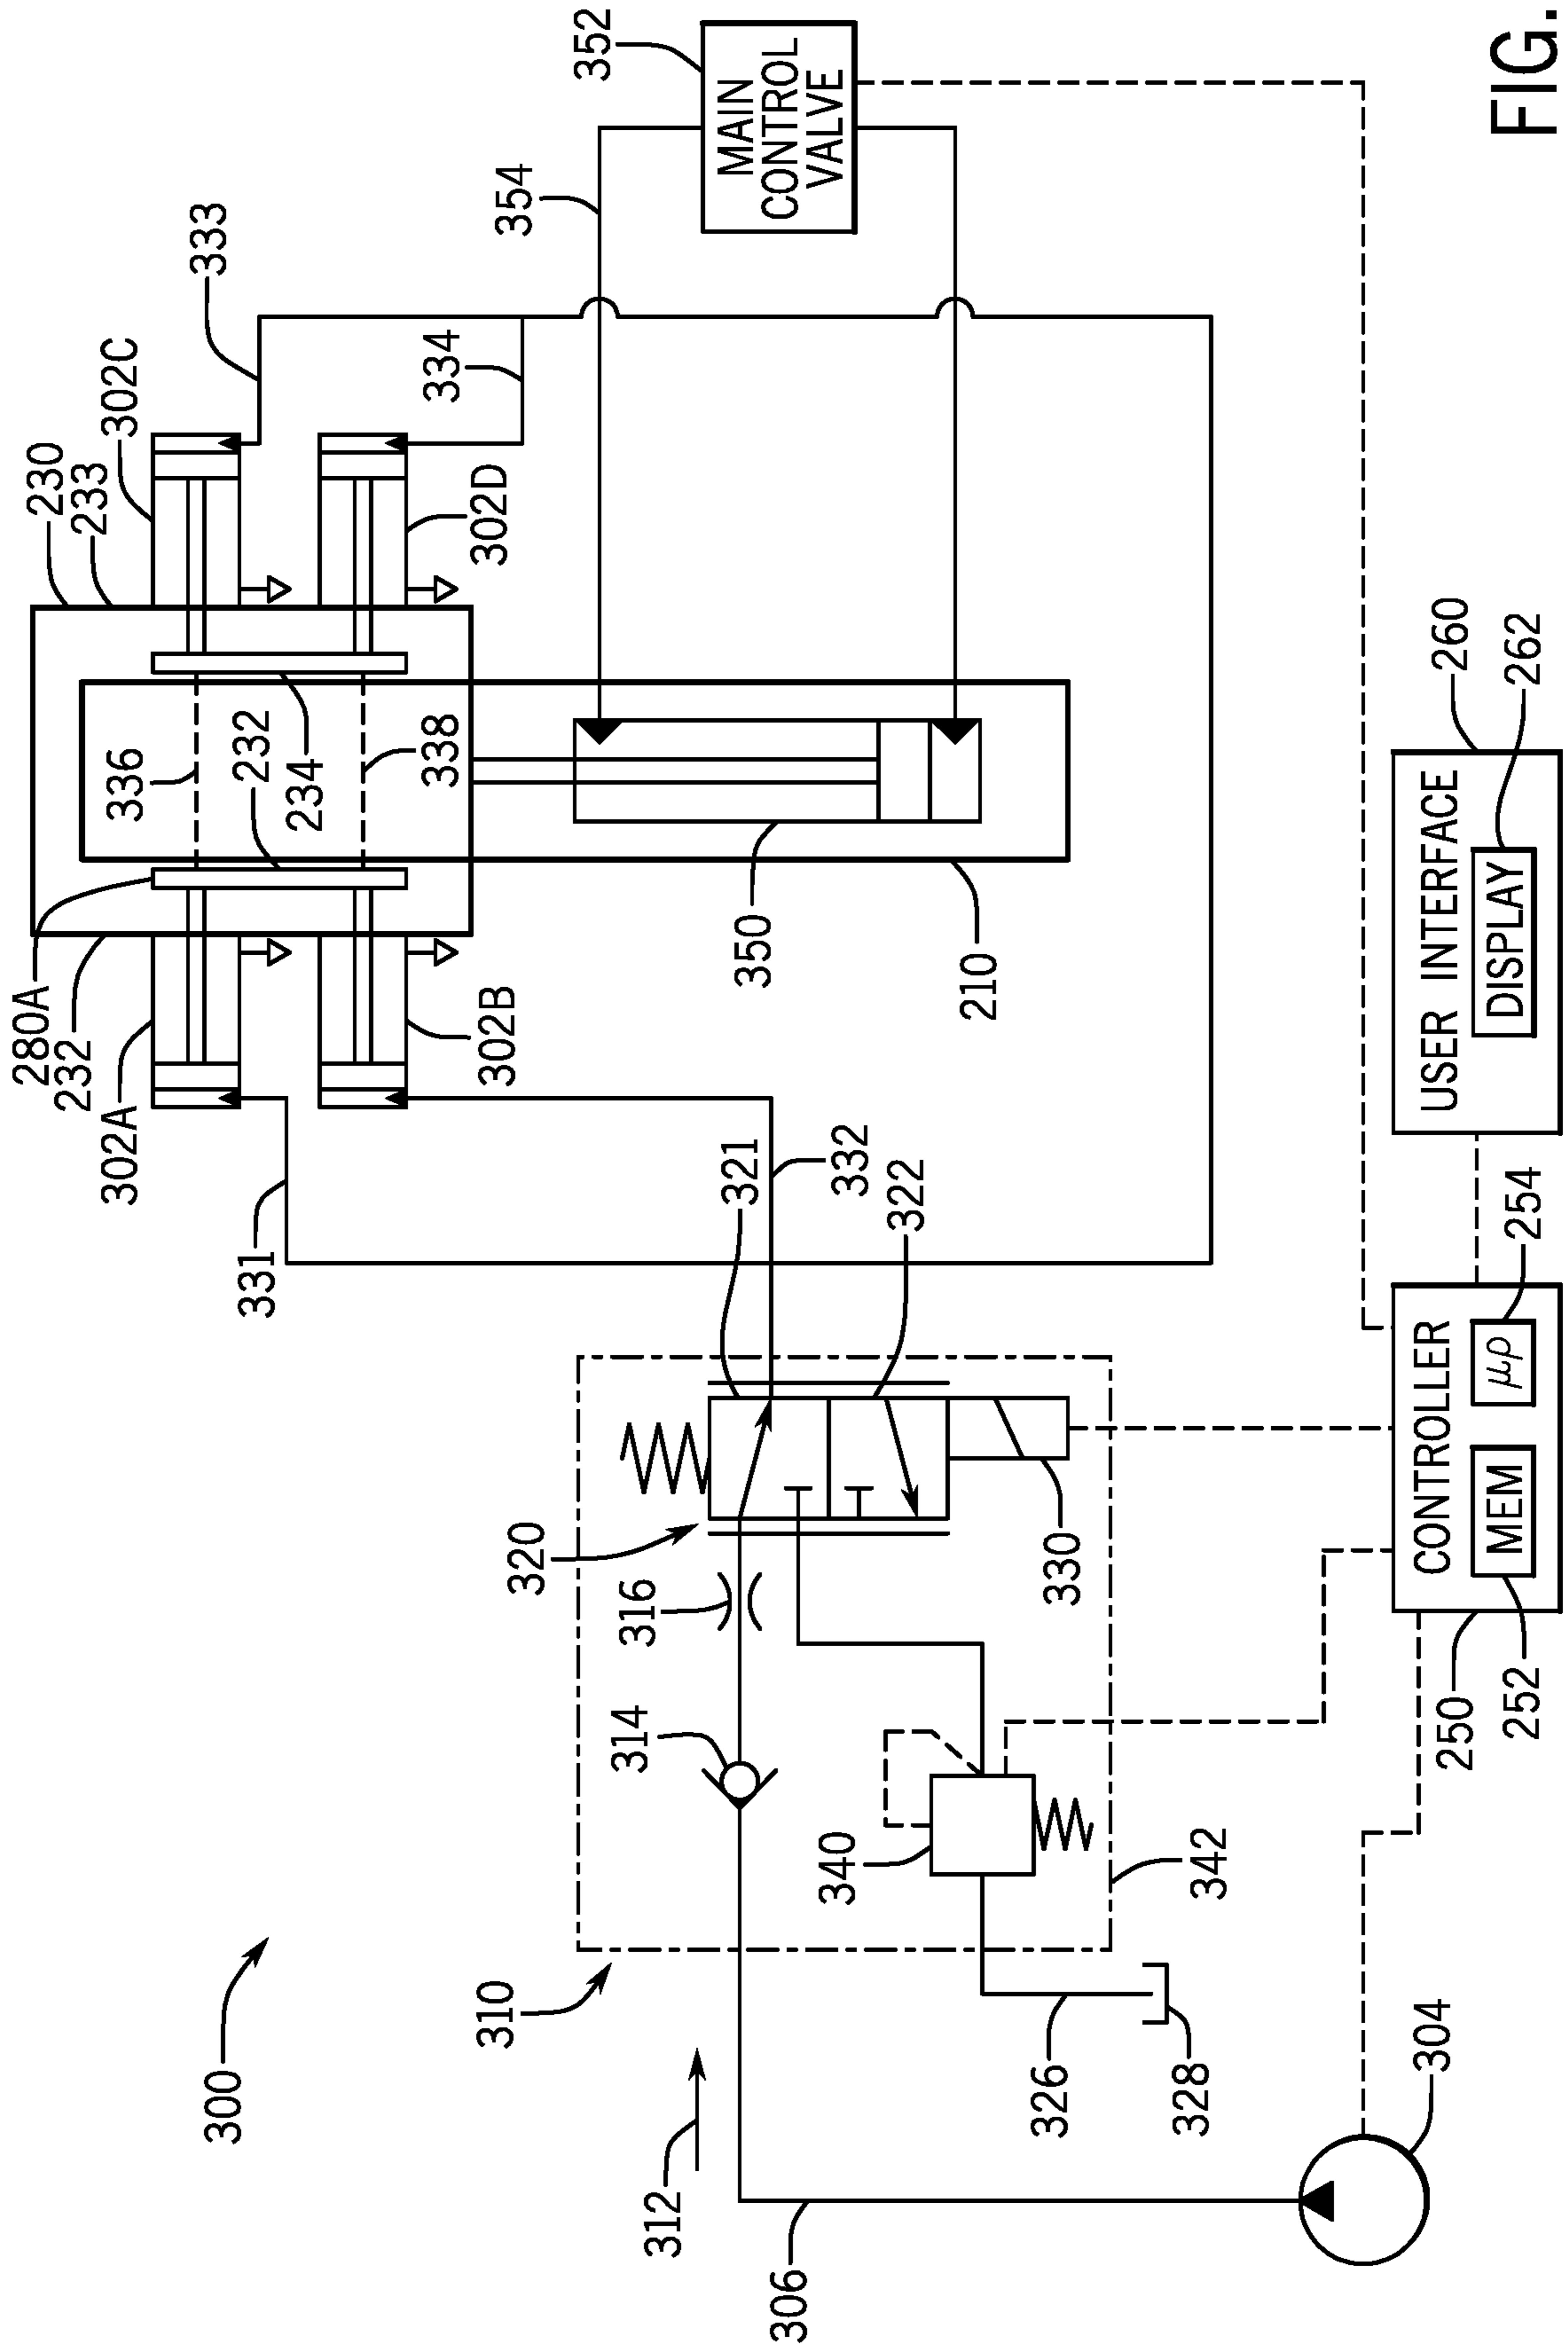 300
312
306
310
314
316
320
321
332
322
331
340
342
330
326
328
304
302A
232
280A
302B
336
232
234
338
350
210
230
233
302C
302D
333
334
354
352
MAIN
CONTROL
VALVE
CONTROLLER
MEM
μρ
250
252
254
USER INTERFACE
DISPLAY
260
262
FIG.